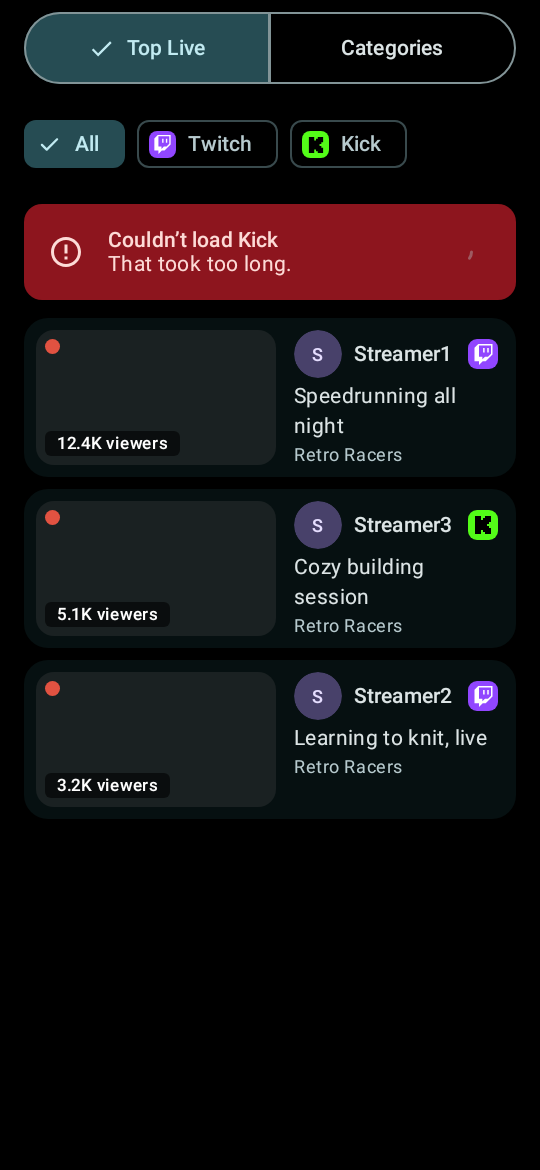 Top Live
Categories
All
Twitch
Kick
Couldn’t load Kick
That took too long.
S
Streamer1
Speedrunning all
night
12.4K viewers
Retro Racers
S
Streamer3
Cozy building
session
5.1K viewers
Retro Racers
S
Streamer2
Learning to knit, live
Retro Racers
3.2K viewers